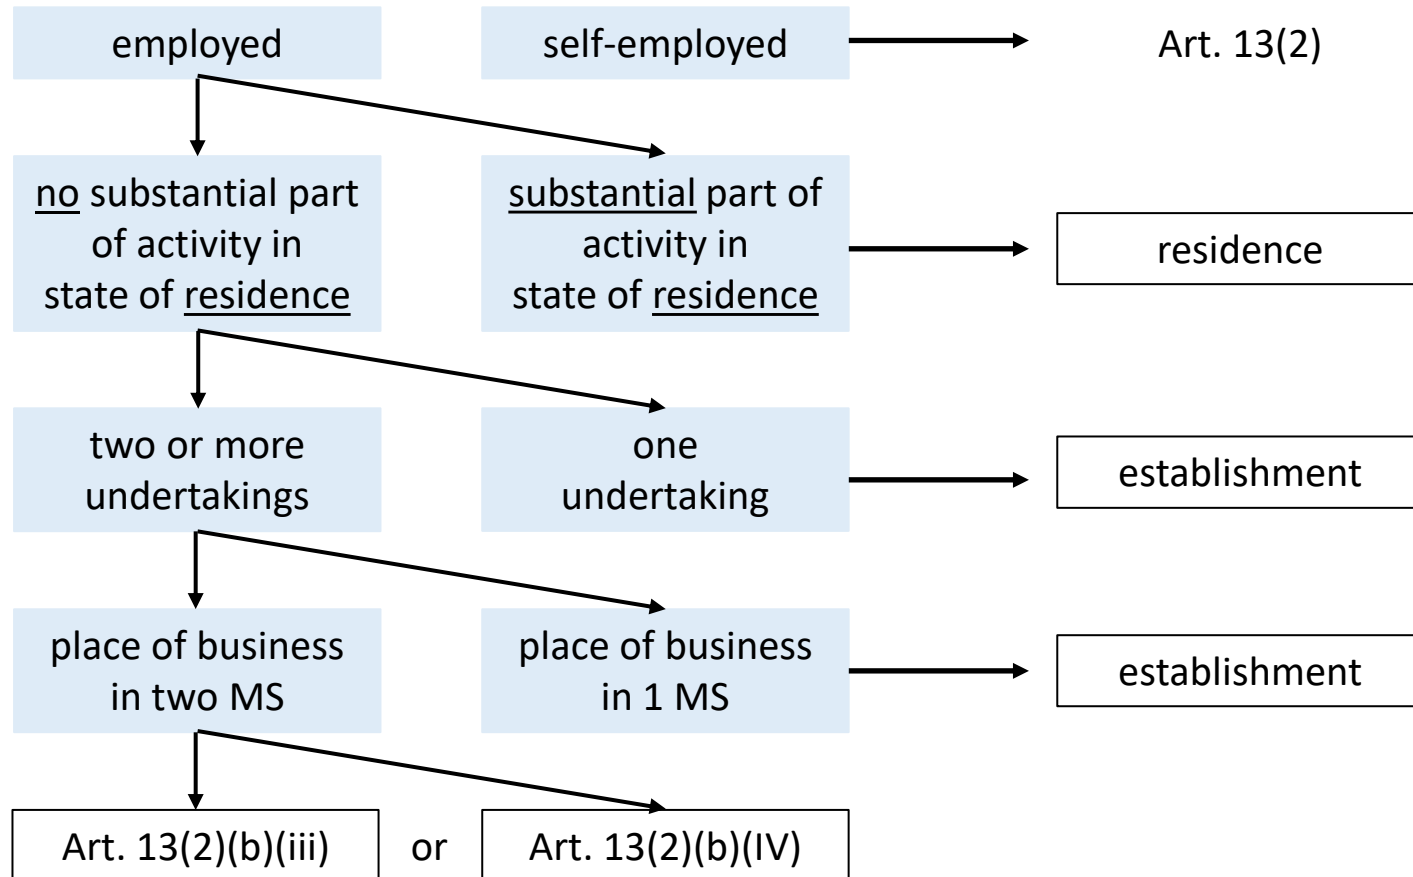 employed
self-employed
Art. 13(2)
no substantial part
of activity in
state of residence
substantial part of
activity in
state of residence
residence
two or more
undertakings
one
undertaking
establishment
place of business
in two MS
place of business
in 1 MS
establishment
Art. 13(2)(b)(iii)
or
Art. 13(2)(b)(IV)